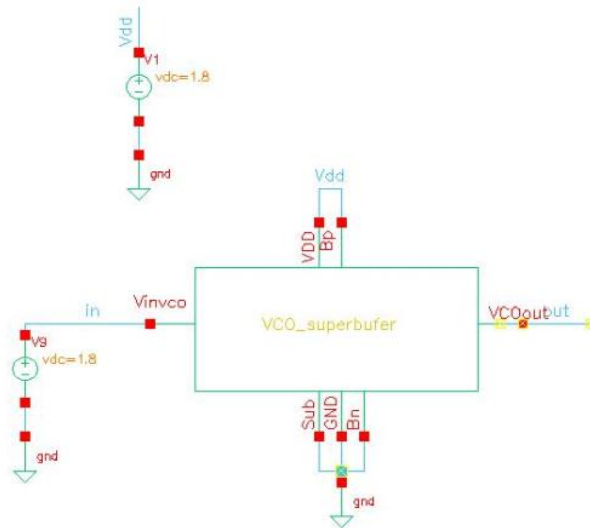 Vdd
V1
vdc=1.8
gnd
Vdd
VDD
Bp
in
Vinvco
VCO_superbufer
VCOout
out
V9
vdc=1.8
gnd
Sub
GND
Bn
gnd